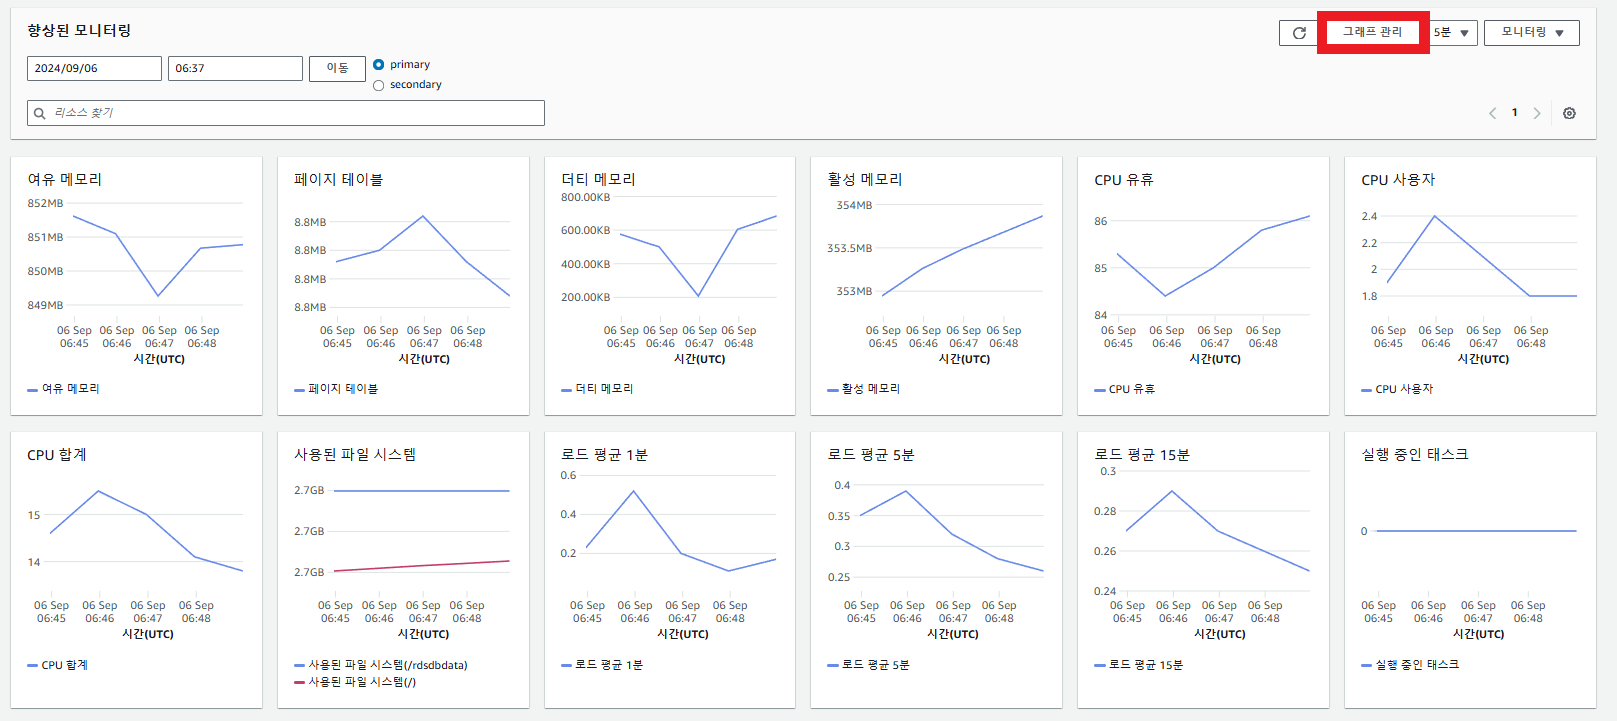 향상된 모니터링
그래프 관리
5분
모니터링
2024/09/06
06:37
이동
primary
secondary
리소스 찾기
1
여유 메모리
852MB
851MB
850MB
849MB
06 Sep 06 Sep 06 Sep 06 Sep
06:45 06:46 06:47 06:48
시간(UTC)
여유 메모리
페이지 테이블
8.8MB
8.8MB
8.8MB
8.8MB
06 Sep 06 Sep 06 Sep 06 Sep
06:45 06:46 06:47 06:48
시간(UTC)
페이지 테이블
더티 메모리
800.00KB
600.00KB
400.00KB
200.00KB
06 Sep 06 Sep 06 Sep 06 Sep
06:45 06:46 06:47 06:48
시간(UTC)
더티 메모리
활성 메모리
354MB
353.5MB
353MB
06 Sep 06 Sep 06 Sep 06 Sep
06:45 06:46 06:47 06:48
시간(UTC)
활성 메모리
CPU 유휴
86
85
84
06 Sep 06 Sep 06 Sep 06 Sep
06:45 06:46 06:47 06:48
시간(UTC)
CPU 유휴
CPU 사용자
2.4
2.2
2
1.8
06 Sep 06 Sep 06 Sep 06 Sep
06:45 06:46 06:47 06:48
시간(UTC)
CPU 사용자
CPU 합계
15
14
06 Sep 06 Sep 06 Sep 06 Sep
06:45 06:46 06:47 06:48
시간(UTC)
CPU 합계
사용된 파일 시스템
2.7GB
2.7GB
2.7GB
06 Sep 06 Sep 06 Sep 06 Sep
06:45 06:46 06:47 06:48
시간(UTC)
사용된 파일 시스템(/rdsdbdata)
사용된 파일 시스템(/)
로드 평균 1분
0.6
0.4
0.2
06 Sep 06 Sep 06 Sep 06 Sep
06:45 06:46 06:47 06:48
시간(UTC)
로드 평균 1분
로드 평균 5분
0.4
0.35
0.3
0.25
06 Sep 06 Sep 06 Sep 06 Sep
06:45 06:46 06:47 06:48
시간(UTC)
로드 평균 5분
로드 평균 15분
0.3
0.28
0.26
0.24
06 Sep 06 Sep 06 Sep 06 Sep
06:45 06:46 06:47 06:48
시간(UTC)
로드 평균 15분
실행 중인 태스크
0
06 Sep 06 Sep 06 Sep 06 Sep
06:45 06:46 06:47 06:48
시간(UTC)
실행 중인 태스크